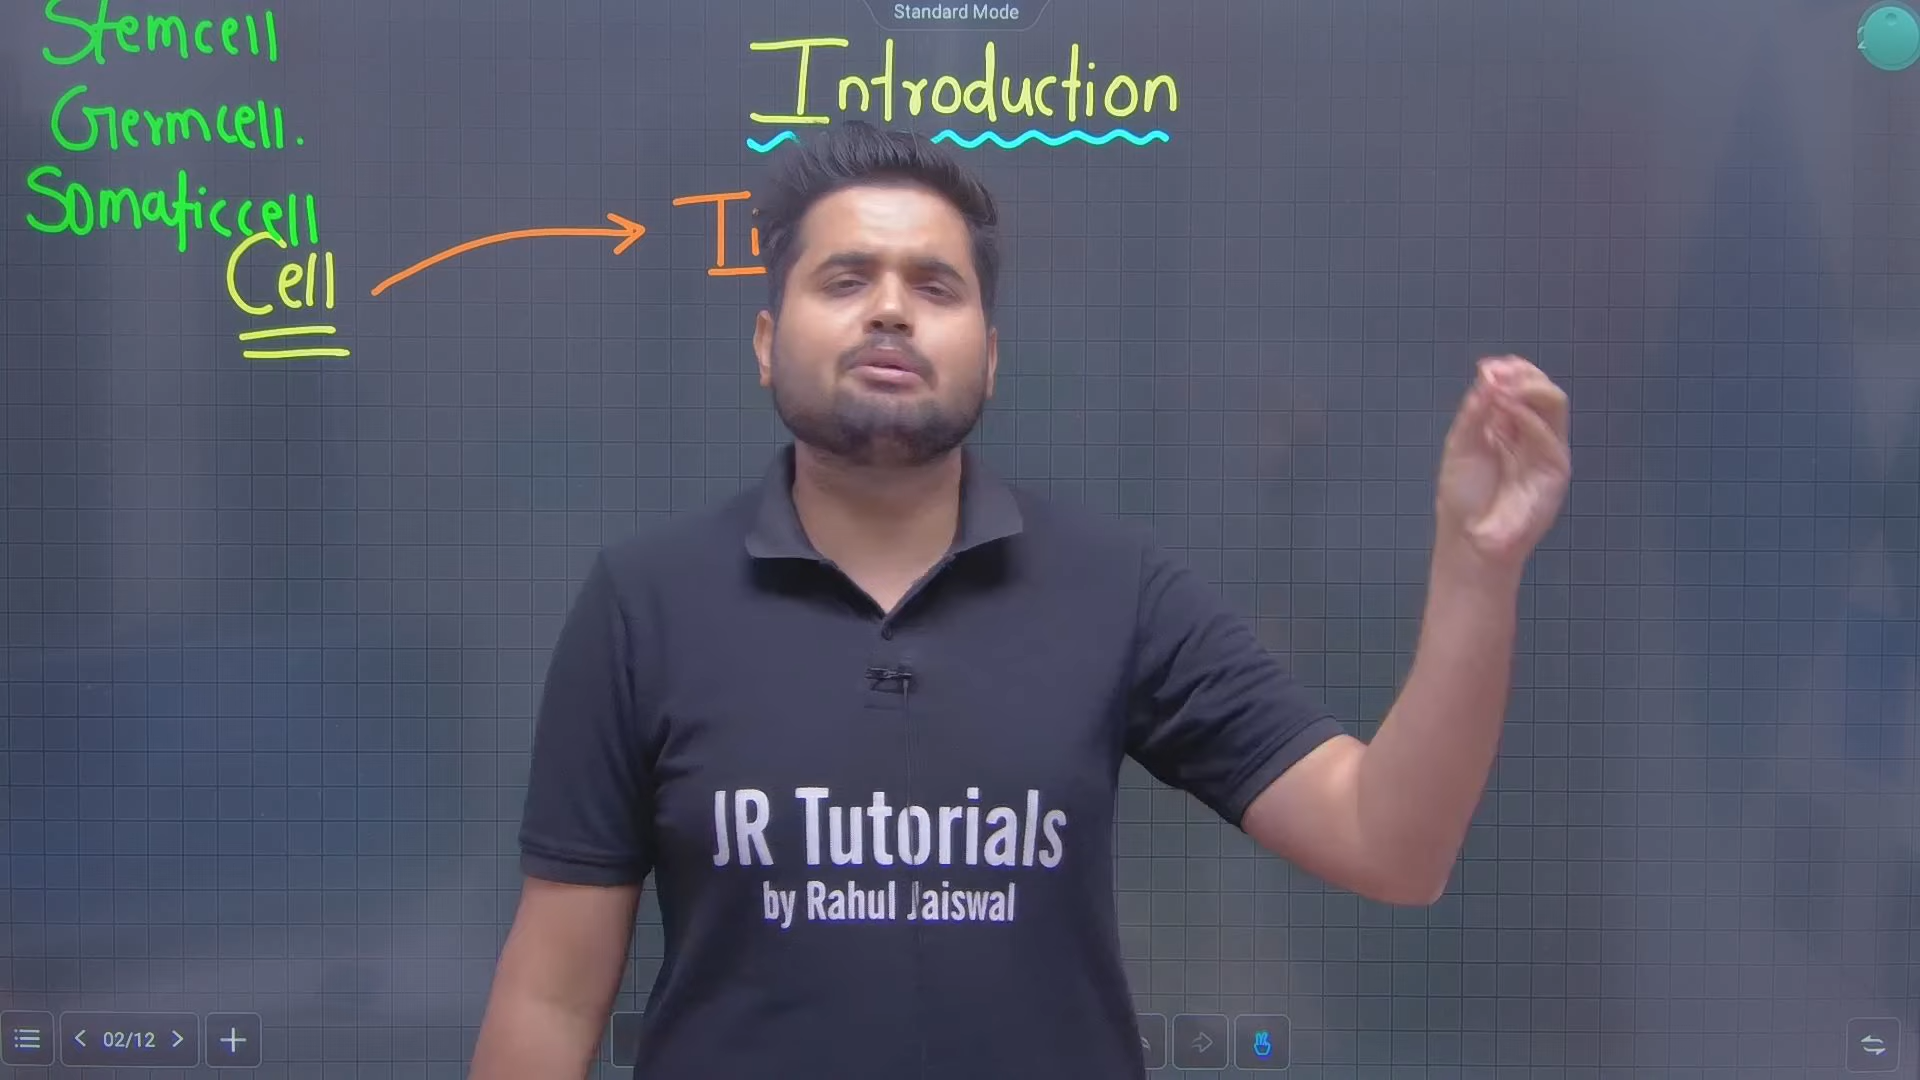 Standard Mode
Introduction
Stemcell
Germcell.
Somaticcell
Cell
JR Tutorials
by Rahul Jaiswal
02/12